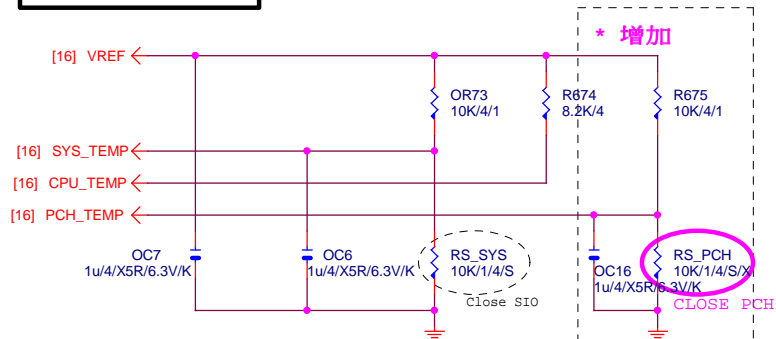 * 增加
[16] VREF
OR73
10K/4/1
R674
8.2K/4
R675
10K/4/1
[16] SYS_TEMP
[16] CPU_TEMP
[16] PCH_TEMP
OC7
1u/4/X5R/6.3V/K
OC6
1u/4/X5R/6.3V/K
RS_SYS
10K/1/4/S
Close SIO
OC16
1u/4/X5R/6.3V/K
RS_PCH
10K/1/4/S/X
CLOSE PCH